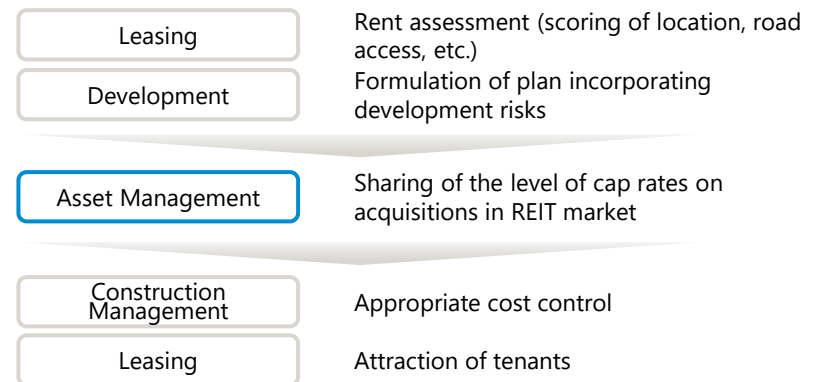 Leasing
Rent assessment (scoring of location, road
access, etc.)
Development
Formulation of plan incorporating
development risks
Asset Management
Sharing of the level of cap rates on
acquisitions in REIT market
Construction
Management
Appropriate cost control
Leasing
Attraction of tenants